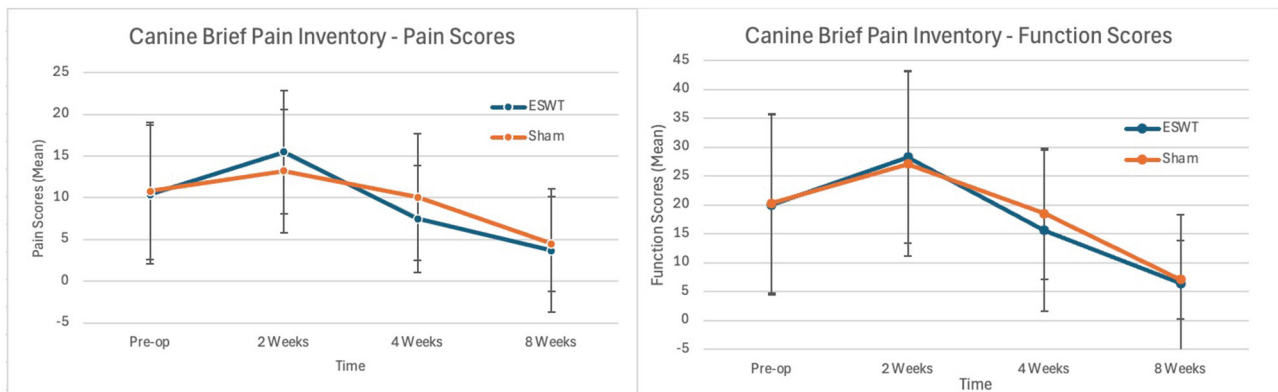 Canine Brief Pain Inventory - Pain Scores
25
20
15
10
5
0
-5
Pain Scores (Mean)
ESWT
Sham
Pre-op 2 Weeks 4 Weeks 8 Weeks
Time
Canine Brief Pain Inventory - Function Scores
45
40
35
30
25
20
15
10
5
0
-5
Function Scores (Mean)
ESWT
Sham
Pre-op 2 Weeks 4 Weeks 8 Weeks
Time